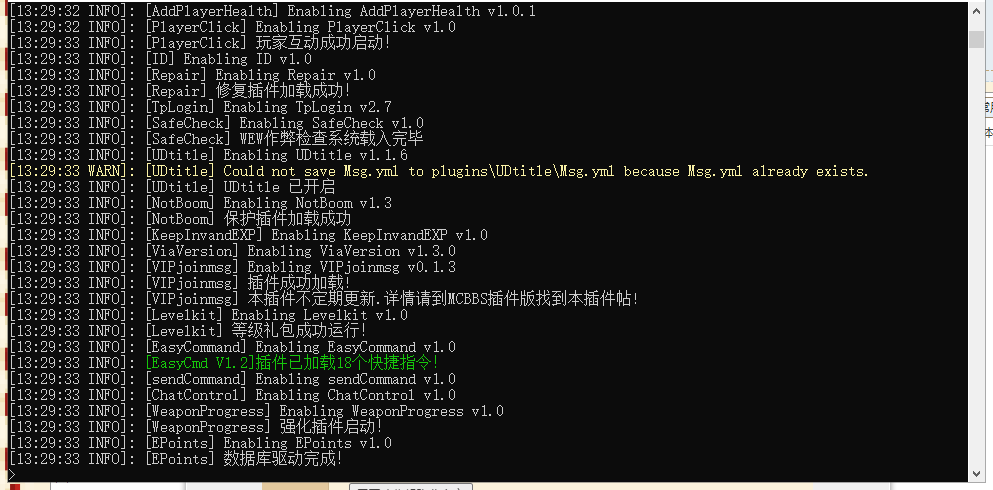 [13:29:32 INFO]: [AddPlayerHealth] Enabling AddPlayerHealth v1.0.1
[13:29:32 INFO]: [PlayerClick] Enabling PlayerClick v1.0
[13:29:33 INFO]: [PlayerClick] 玩家互动成功启动!
[13:29:33 INFO]: [ID] Enabling ID v1.0
[13:29:33 INFO]: [Repair] Enabling Repair v1.0
[13:29:33 INFO]: [Repair] 修复插件加载成功!
[13:29:33 INFO]: [TpLogin] Enabling TpLogin v2.7
[13:29:33 INFO]: [SafeCheck] Enabling SafeCheck v1.0
[13:29:33 INFO]: [SafeCheck] WEW作弊检查系统载入完毕
[13:29:33 INFO]: [UDtitle] Enabling UDtitle v1.1.6
[13:29:33 WARN]: [UDtitle] Could not save Msg.yml to plugins\UDtitle\Msg.yml because Msg.yml already exists.
[13:29:33 INFO]: [UDtitle] UDtitle 已开启
[13:29:33 INFO]: [NotBoom] Enabling NotBoom v1.3
[13:29:33 INFO]: [NotBoom] 保护插件加载成功
[13:29:33 INFO]: [KeepInvandEXP] Enabling KeepInvandEXP v1.0
[13:29:33 INFO]: [ViaVersion] Enabling ViaVersion v1.3.0
[13:29:33 INFO]: [VIPjoinmsg] Enabling VIPjoinmsg v0.1.3
[13:29:33 INFO]: [VIPjoinmsg] 插件成功加载!
[13:29:33 INFO]: [VIPjoinmsg] 本插件不定期更新.详情请到MCBBS插件版找到本插件帖!
[13:29:33 INFO]: [Levelkit] Enabling Levelkit v1.0
[13:29:33 INFO]: [Levelkit] 等级礼包成功运行!
[13:29:33 INFO]: [EasyCommand] Enabling EasyCommand v1.0
[13:29:33 INFO]: [EasyCmd V1.2]插件已加载18个快捷指令!
[13:29:33 INFO]: [sendCommand] Enabling sendCommand v1.0
[13:29:33 INFO]: [ChatControl] Enabling ChatControl v1.0
[13:29:33 INFO]: [WeaponProgress] Enabling WeaponProgress v1.0
[13:29:33 INFO]: [WeaponProgress] 强化插件启动!
[13:29:33 INFO]: [EPoints] Enabling EPoints v1.0
[13:29:33 INFO]: [EPoints] 数据库驱动完成!
>